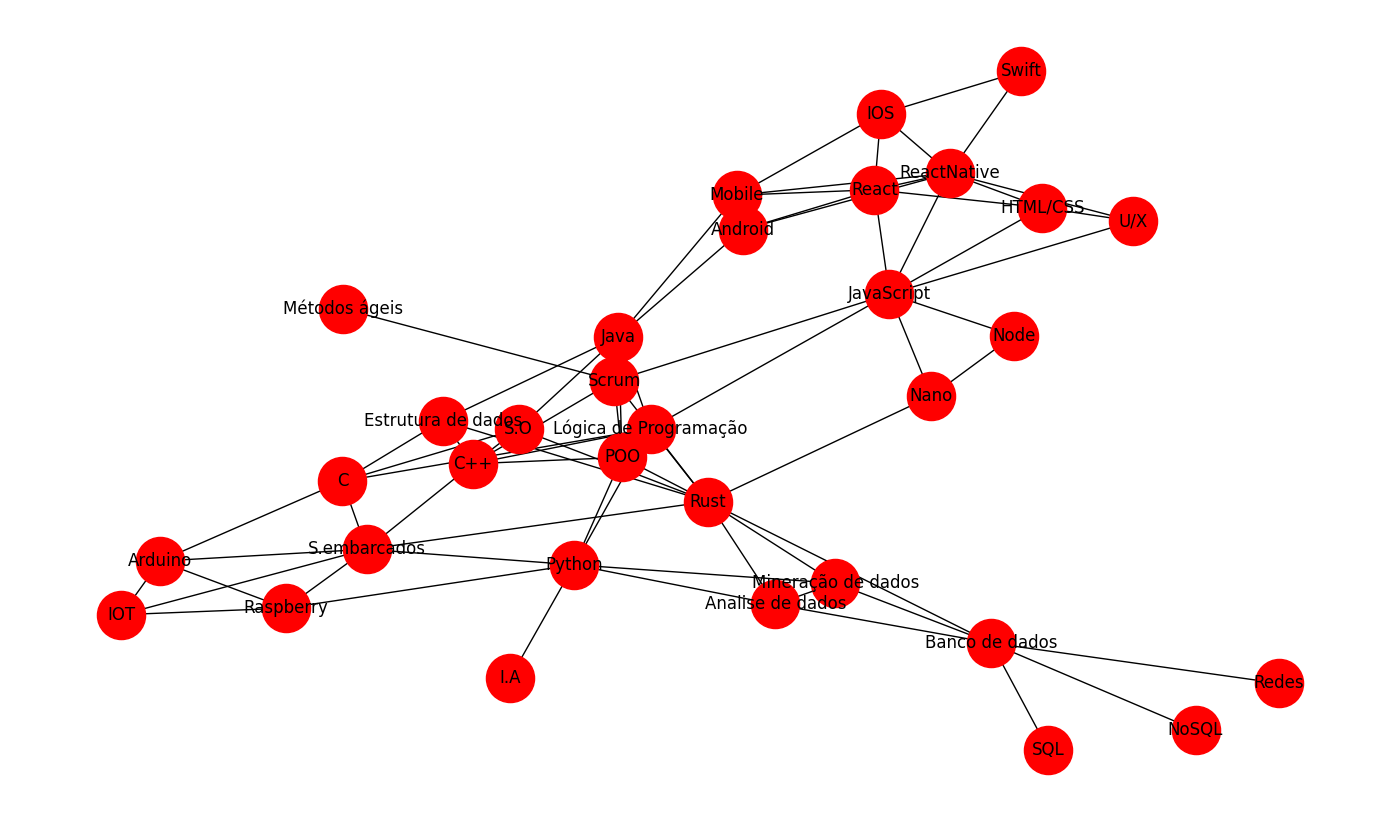 Swift
IOS
ReactNative
React
Mobile
HTML/CSS
U/X
Android
JavaScript
Métodos ágeis
Java
Node
Scrum
Nano
Estrutura de dados
S.O
Lógica de Programação
POO
C++
C
Rust
S.embarcados
Arduino
Python
Mineração de dados
Analise de dados
IOT
Raspberry
Banco de dados
I.A
Redes
NoSQL
SQL